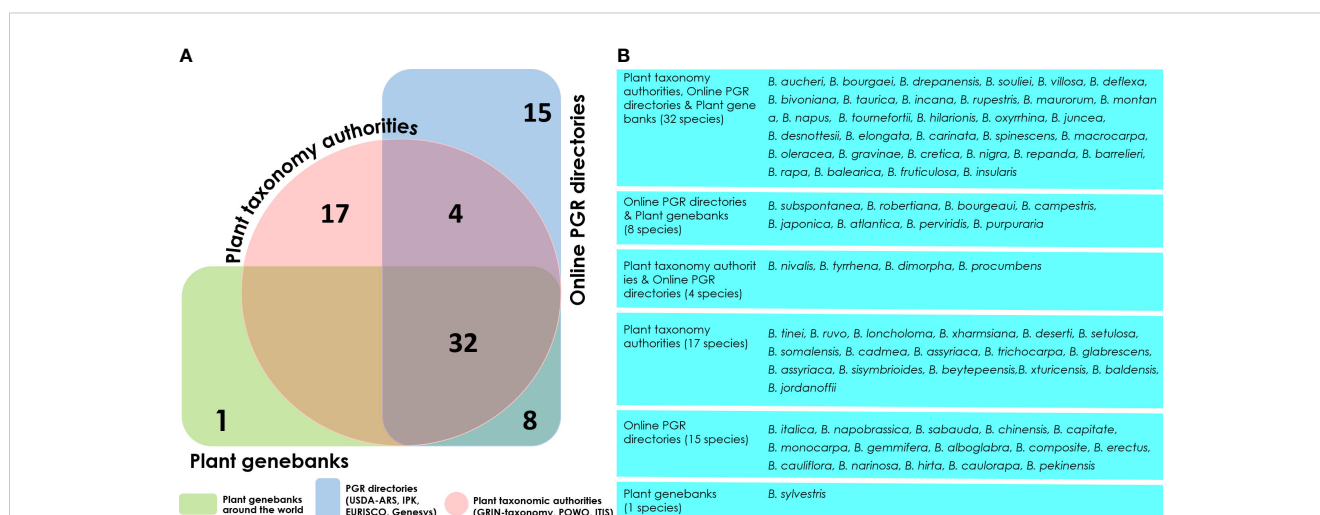 A
B
15
Plant taxonomy authorities
Online PGR directories
17
4
32
1
8
Plant genebanks
Plant genebanks
around the world
PGR directories
(USDA-ARS, IPK,
EURISCO, Genesys)
Plant taxonomic authorities
(GRIN-taxonomy, POWO, ITIS)
Plant taxonomy
authorities, Online PGR
directories & Plant gene
banks (32 species)
B. aucheri, B. bourgaei, B. drepanensis, B. souliei, B. villosa, B. deflexa,
B. bivoniana, B. taurica, B. incana, B. rupestris, B. maurorum, B. montan
a, B. napus, B. tournefortii, B. hilarionis, B. oxyrrhina, B. juncea,
B. desnottesii, B. elongata, B. carinata, B. spinescens, B. macrocarpa,
B. oleracea, B. gravinae, B. cretica, B. nigra, B. repanda, B. barrelieri,
B. rapa, B. balearica, B. fruticulosa, B. insularis
Online PGR directories
& Plant genebanks
(8 species)
B. subspontanea, B. robertiana, B. bourgeaui, B. campestris,
B. japonica, B. atlantica, B. perviridis, B. purpuraria
Plant taxonomy authorit
ies & Online PGR
directories (4 species)
B. nivalis, B. tyrrhena, B. dimorpha, B. procumbens
Plant taxonomy
authorities (17 species)
B. tinei, B. ruvo, B. loncholoma, B. xharmsiana, B. deserti, B. setulosa,
B. somalensis, B. cadmea, B. assyriaca, B. trichocarpa, B. glabrescens,
B. assyriaca, B. sisymbrioides, B. beytepeensis,B. xturicensis, B. baldensis,
B. jordanoffii
Online PGR
directories (15 species)
B. italica, B. napobrassica, B. sabauda, B. chinensis, B. capitate,
B. monocarpa, B. gemmifera, B. alboglabra, B. composite, B. erectus,
B. cauliflora, B. narinosa, B. hirta, B. caulorapa, B. pekinensis
Plant genebanks
(1 species)
B. sylvestris